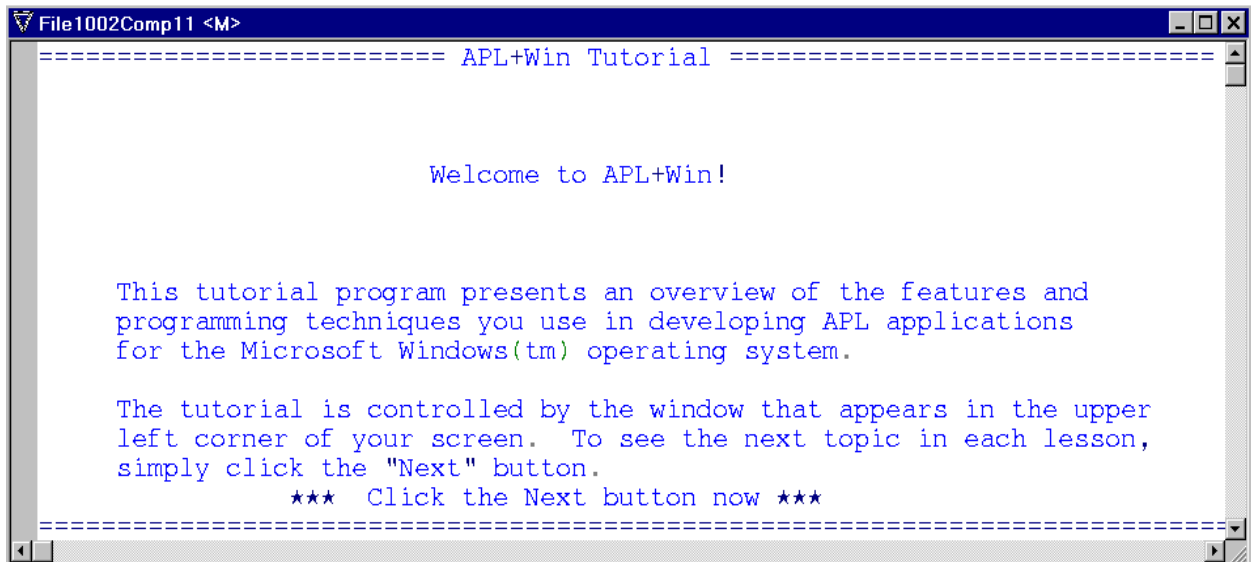 File1002Comp11 <M>
========================== APL+Win Tutorial ===============================
Welcome to APL+Win!
This tutorial program presents an overview of the features and
programming techniques you use in developing APL applications
for the Microsoft Windows(tm) operating system.
The tutorial is controlled by the window that appears in the upper
left corner of your screen.  To see the next topic in each lesson,
simply click the "Next" button.
★★★  Click the Next button now ★★★
============================================================================